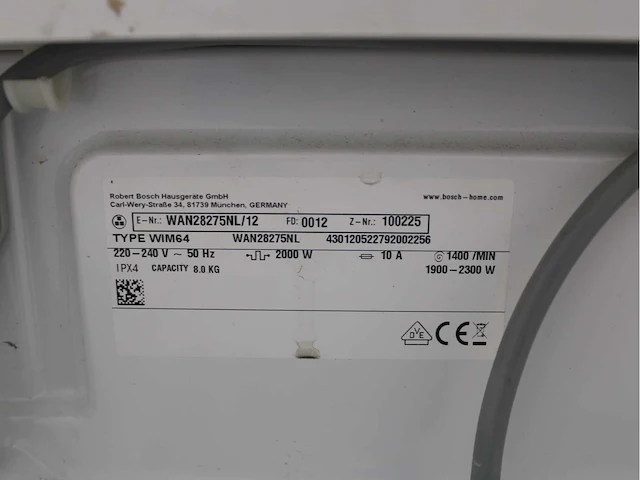 Robert Bosch Hausgeräte GmbH
Carl-Wery-Straße 34, 81739 München, GERMANY
www.bosch-home.com
E-Nr.: WAN28275NL/12 FD: 0012 Z-Nr.: 100225
TYPE WIM64 WAN28275NL 430120522792002256
220-240 V ~ 50 Hz 2000 W 10 A 1400 /MIN
IPX4 CAPACITY 8.0 KG 1900-2300 W
DVE CE